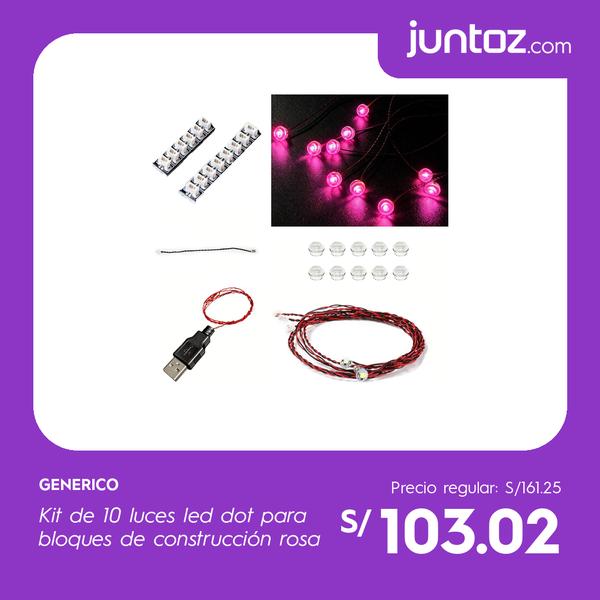 juntoz.com
GENERICO
Kit de 10 luces led dot para
bloques de construcción rosa
Precio regular: S/161.25
S/103.02